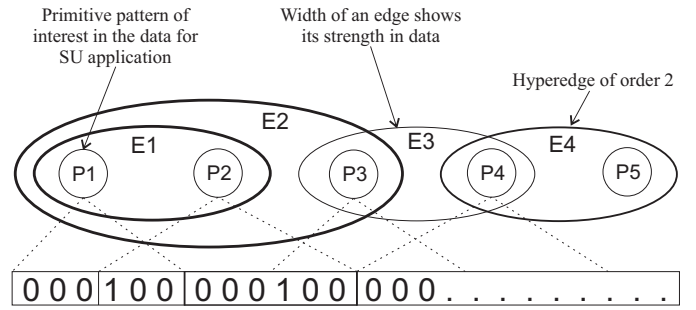 Primitive pattern of
interest in the data for
SU application
Width of an edge shows
its strength in data
Hyperedge of order 2
E1
E2
E3
E4
P1
P2
P3
P4
P5
0 0 0 1 0 0 0 0 0 1 0 0 0 0 0 . . . . . . . . .